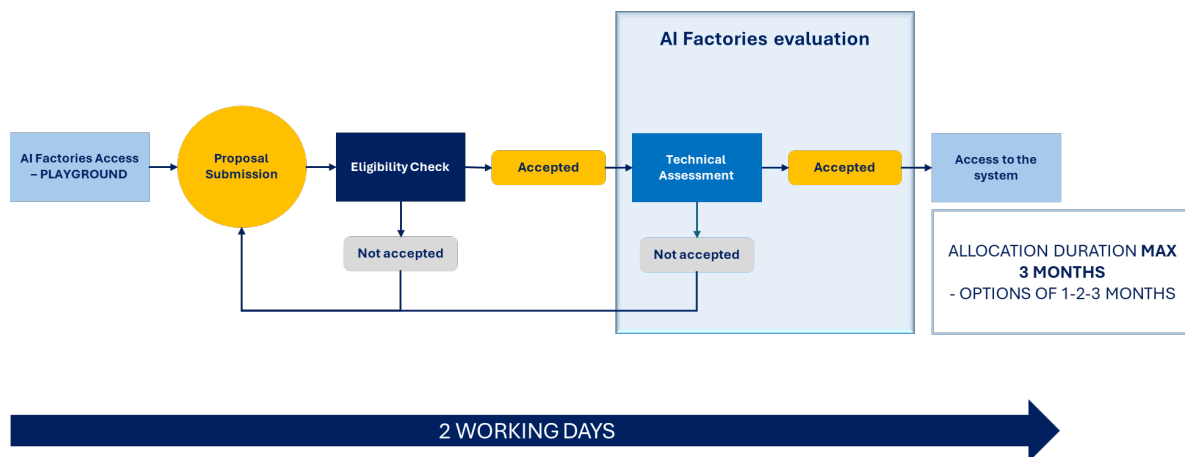 AI Factories evaluation
AI Factories Access
– PLAYGROUND
Proposal
Submission
Eligibility Check
Accepted
Technical
Assessment
Accepted
Access to the
system
Not accepted
Not accepted
ALLOCATION DURATION MAX
3 MONTHS
- OPTIONS OF 1-2-3 MONTHS
2 WORKING DAYS